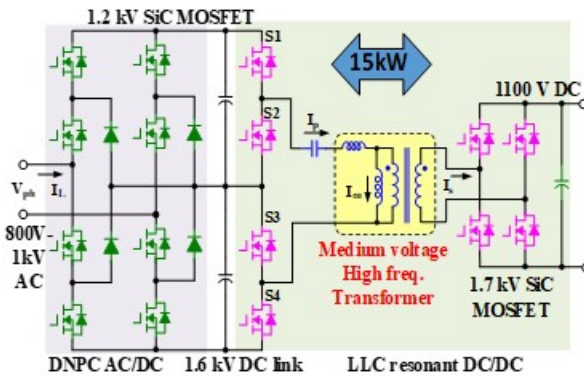 1.2 kV SiC MOSFET
S1
15kW
1100 V DC
S2
Ip
Vph
IL
Im
Is
800V-
1kV
AC
S3
Medium voltage
High freq.
Transformer
S4
1.7 kV SiC
MOSFET
DNPC AC/DC
1.6 kV DC link
LLC resonant DC/DC